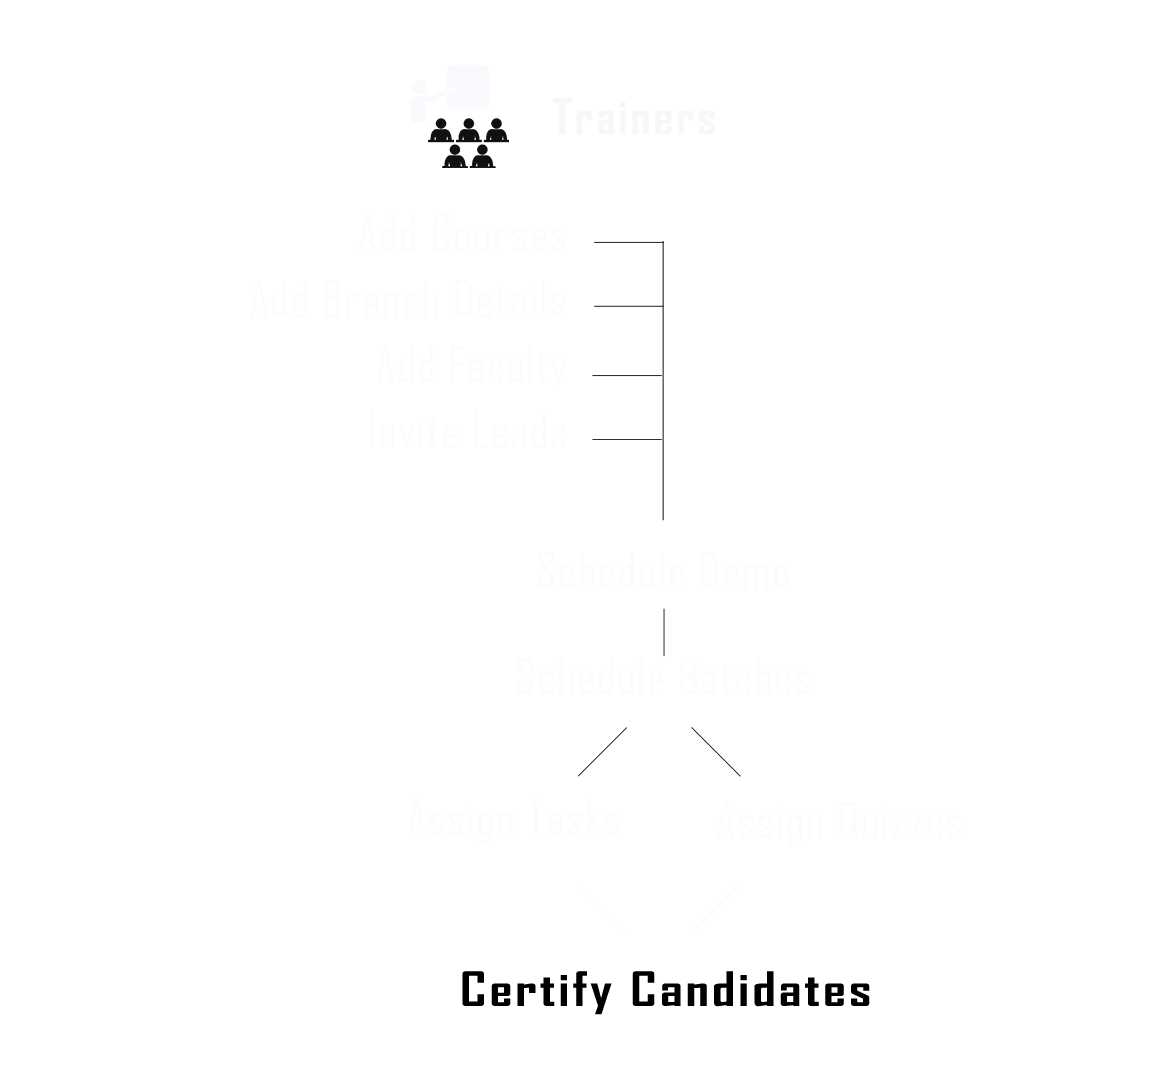 Trainers
Add Courses
Add Branch Details
Add Faculty
Invite Leads
Schedule Demo
Schedule Batches
Assign Tasks
Assign Quizzes
Certify Candidates